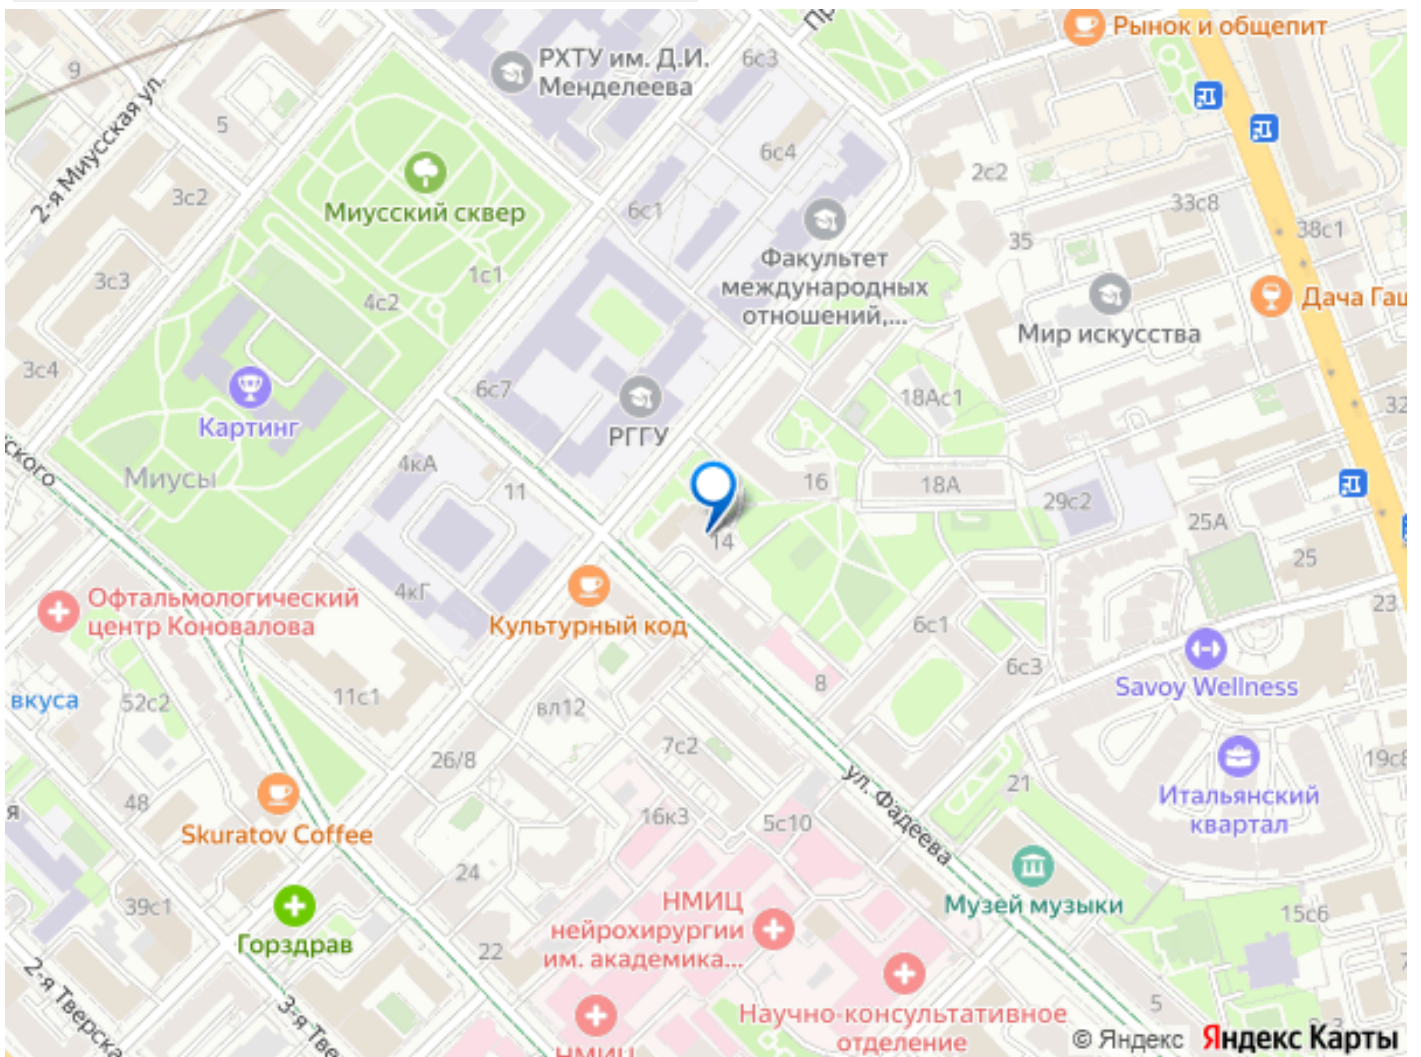 Рынок и общепит
РХТУ им. Д.И.
Менделеева
6с3
9
2-я Миусская ул.
5
6с4
2с2
3с2
Миусский сквер
6с1
33с8
38с1
35
Факультет
международных
отношений,...
1с1
3с3
4с2
Дача Гаш
Мир искусства
3с4
6с7
18Ас1
32
Картинг
РГГУ
4кА
Миусы
11
16
18А
29с2
25А
14
25
4кГ
Офтальмологический
центр Коновалова
Культурный код
6с1
23
6с3
Savoy Wellness
8
вкуса
52с2
11с1
вл12
7с2
26/8
ул. Фадеева
21
19с8
Итальянский
квартал
48
я
16к3
5с10
Skuratov Coffee
24
Музей музыки
39с1
НМИЦ
нейрохирургии
им. академика...
15с6
Горздрав
22
2-я Тверска
3-я Тве
5
Научно-консультативное
отделение
НМИЦ
© Яндекс Яндекс Карты